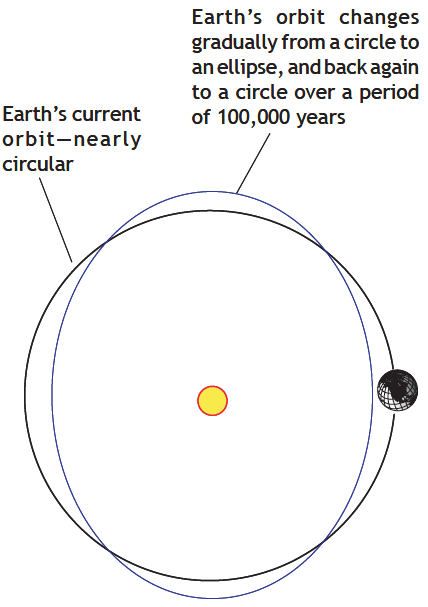 Earth's orbit changes
gradually from a circle to
an ellipse, and back again
to a circle over a period
of 100,000 years
Earth's current
orbit—nearly
circular